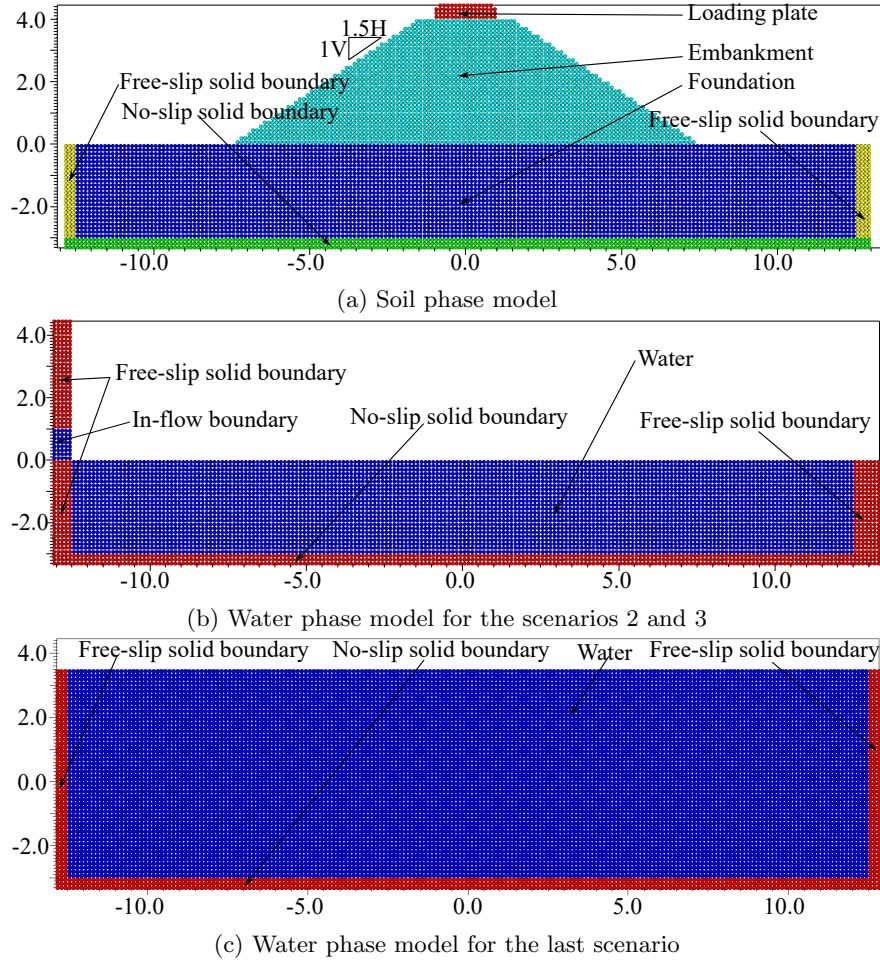 4.0
2.0
0.0
-2.0
1.5H
1V
Loading plate
Embankment
Foundation
Free-slip solid boundary
No-slip solid boundary
Free-slip solid boundary
-10.0 -5.0 0.0 5.0 10.0
(a) Soil phase model
4.0
2.0
0.0
-2.0
Free-slip solid boundary
In-flow boundary
No-slip solid boundary
Water
Free-slip solid boundary
-10.0 -5.0 0.0 5.0 10.0
(b) Water phase model for the scenarios 2 and 3
4.0
2.0
0.0
-2.0
Free-slip solid boundary
No-slip solid boundary
Water
Free-slip solid boundary
-10.0 -5.0 0.0 5.0 10.0
(c) Water phase model for the last scenario